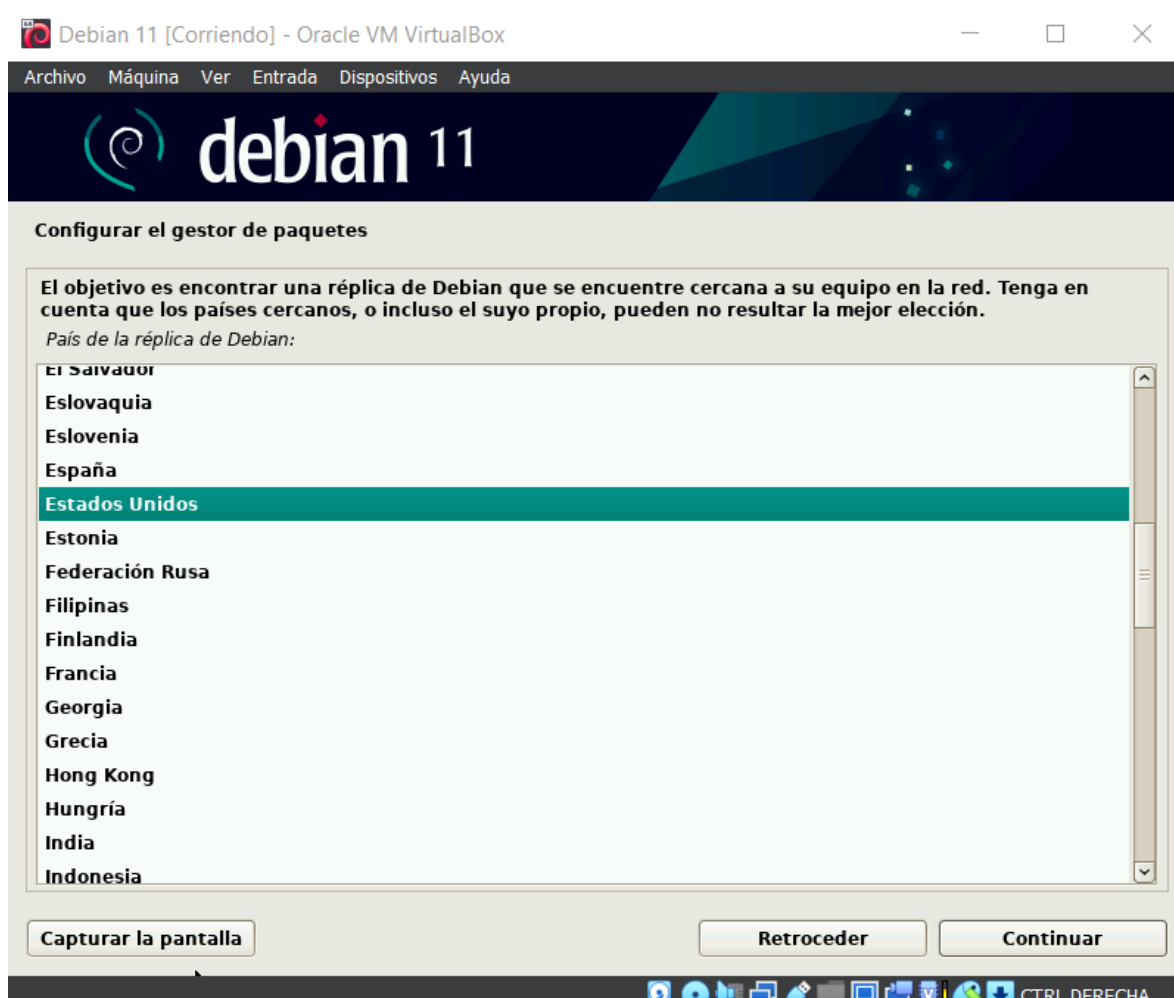 Debian 11 [Corriendo] - Oracle VM VirtualBox
Archivo Máquina Ver Entrada Dispositivos Ayuda
debian 11
Configurar el gestor de paquetes
El objetivo es encontrar una réplica de Debian que se encuentre cercana a su equipo en la red. Tenga en
cuenta que los países cercanos, o incluso el suyo propio, pueden no resultar la mejor elección.
País de la réplica de Debian:
El Salvador
Eslovaquia
Eslovenia
España
Estados Unidos
Estonia
Federación Rusa
Filipinas
Finlandia
Francia
Georgia
Grecia
Hong Kong
Hungría
India
Indonesia
Capturar la pantalla
Retroceder
Continuar
CTRL DERECHA